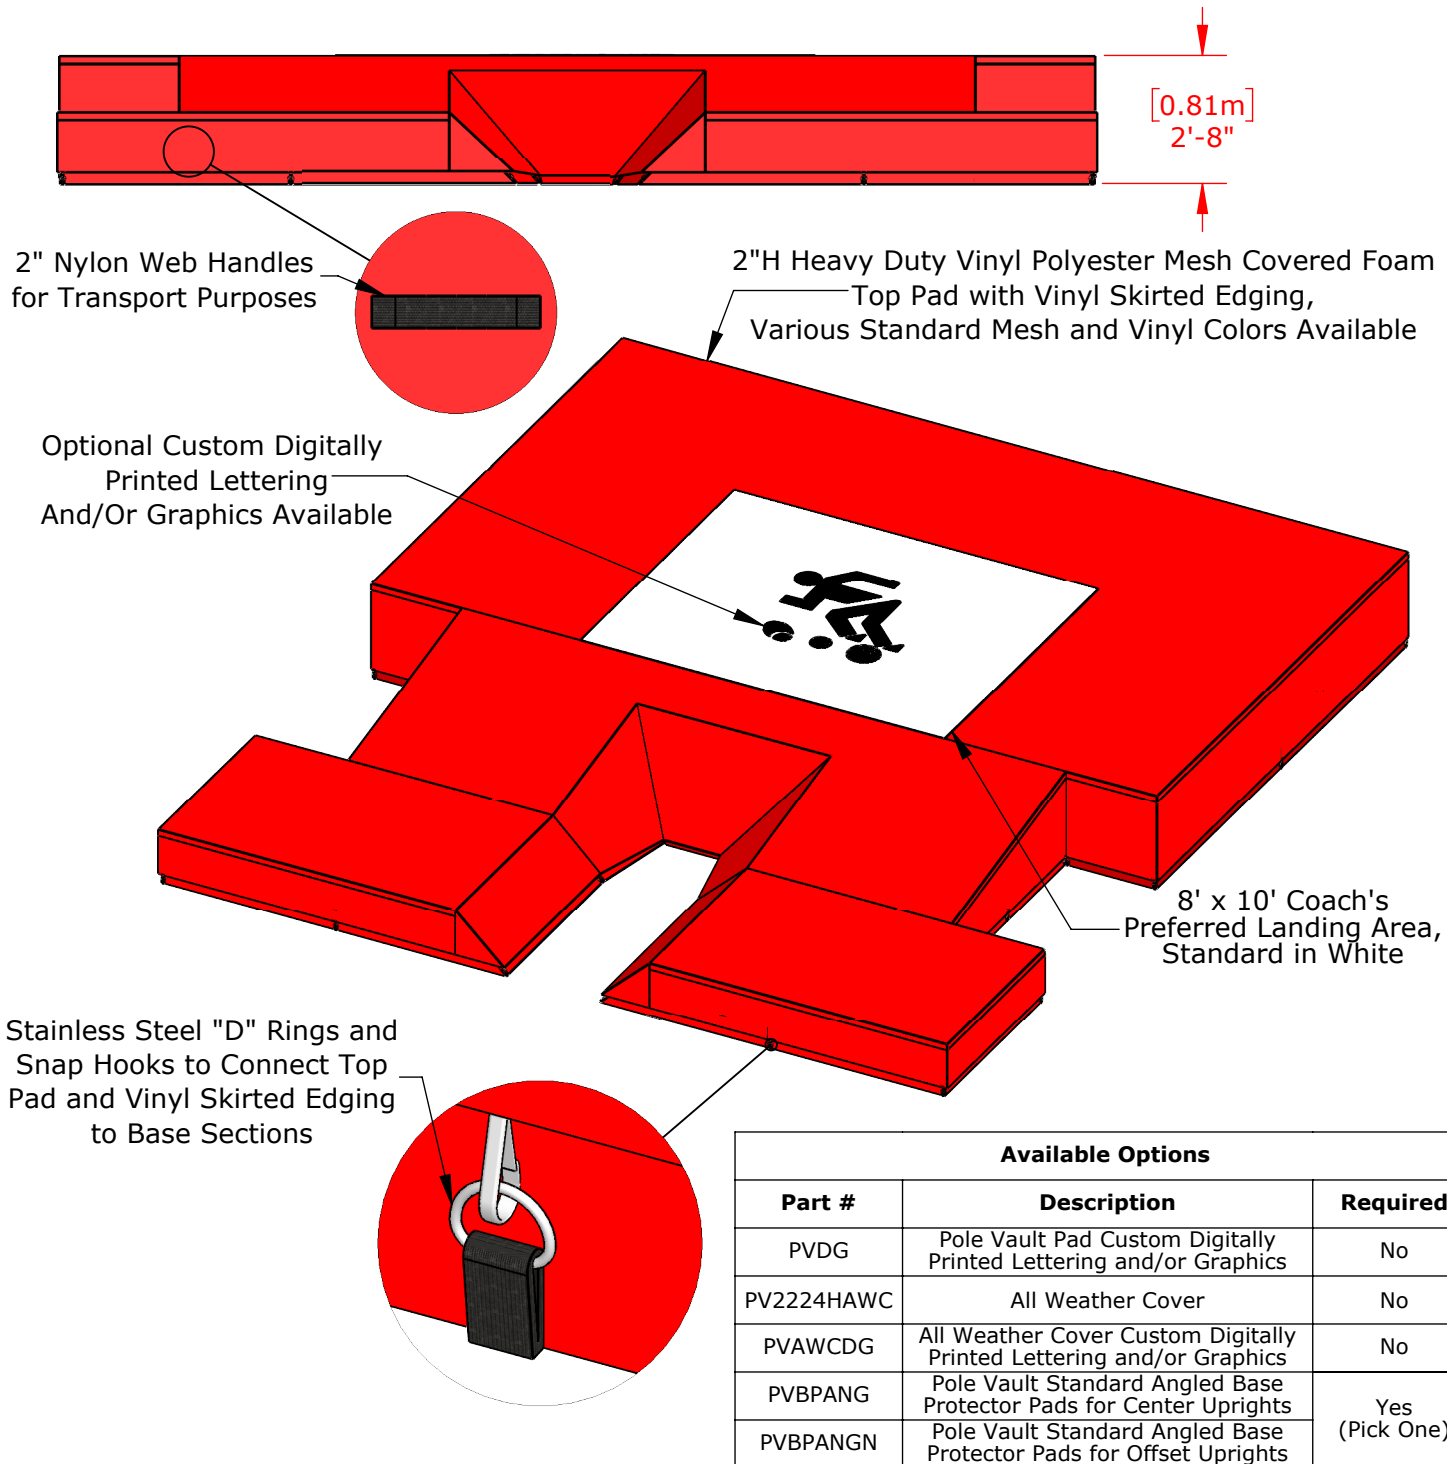 [0.81m]
2'-8"
2" Nylon Web Handles
for Transport Purposes
2"H Heavy Duty Vinyl Polyester Mesh Covered Foam
Top Pad with Vinyl Skirted Edging,
Various Standard Mesh and Vinyl Colors Available
Optional Custom Digitally
Printed Lettering
And/Or Graphics Available
8' x 10' Coach's
Preferred Landing Area,
Standard in White
Stainless Steel "D" Rings and
Snap Hooks to Connect Top
Pad and Vinyl Skirted Edging
to Base Sections
Available Options
Part # Description Required
PVDG Pole Vault Pad Custom Digitally
Printed Lettering and/or Graphics No
PV2224HAWC All Weather Cover No
PVAWCDG All Weather Cover Custom Digitally
Printed Lettering and/or Graphics No
PVBPANG Pole Vault Standard Angled Base
Protector Pads for Center Uprights
Yes
(Pick One)
PVBPANGN Pole Vault Standard Angled Base
Protector Pads for Offset Uprights